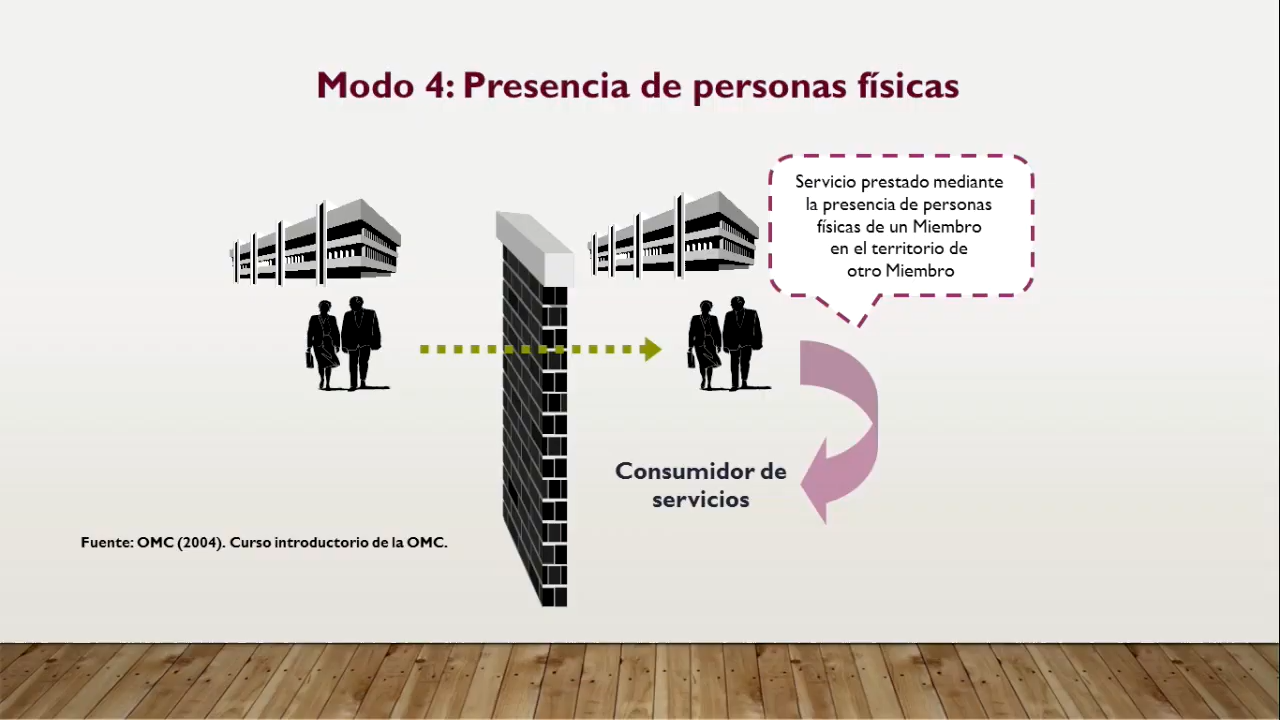 Modo 4: Presencia de personas físicas
Servicio prestado mediante
la presencia de personas
físicas de un Miembro
en el territorio de
otro Miembro
Consumidor de
servicios
Fuente: OMC (2004). Curso introductorio de la OMC.